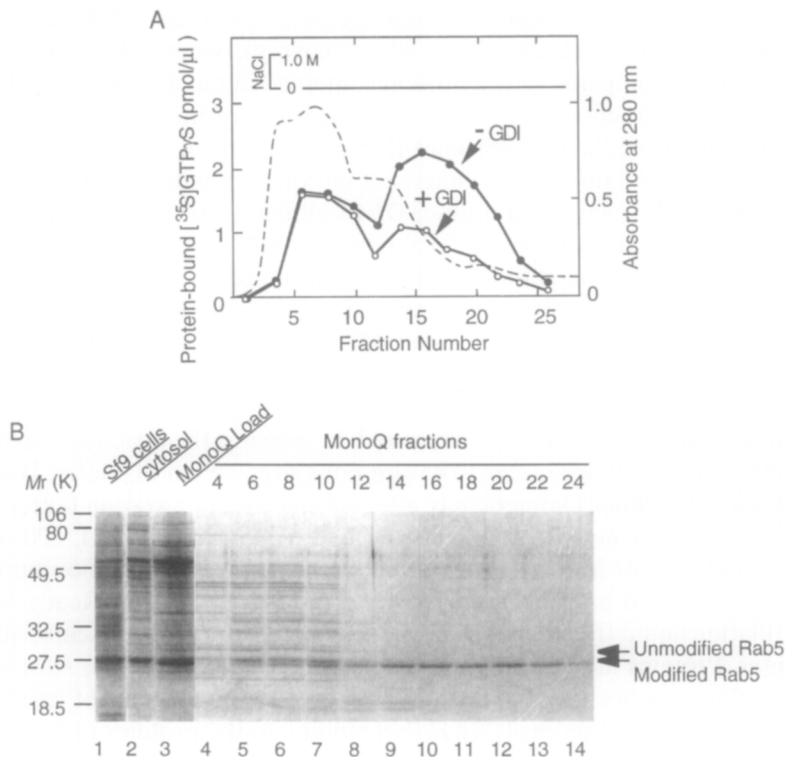 A
Protein-bound [³⁵S]GTPγS (pmol/μl)
3
2
1
0
NaCl
1.0 M
0
- GDI
+ GDI
1.0
0.5
0
Absorbance at 280 nm
5 10 15 20 25
Fraction Number
B
Sf9 cells
cytosol
MonoQ Load
MonoQ fractions
Mr (K)
4 6 8 10 12 14 16 18 20 22 24
106
80
49.5
32.5
27.5
18.5
Unmodified Rab5
Modified Rab5
1 2 3 4 5 6 7 8 9 10 11 12 13 14